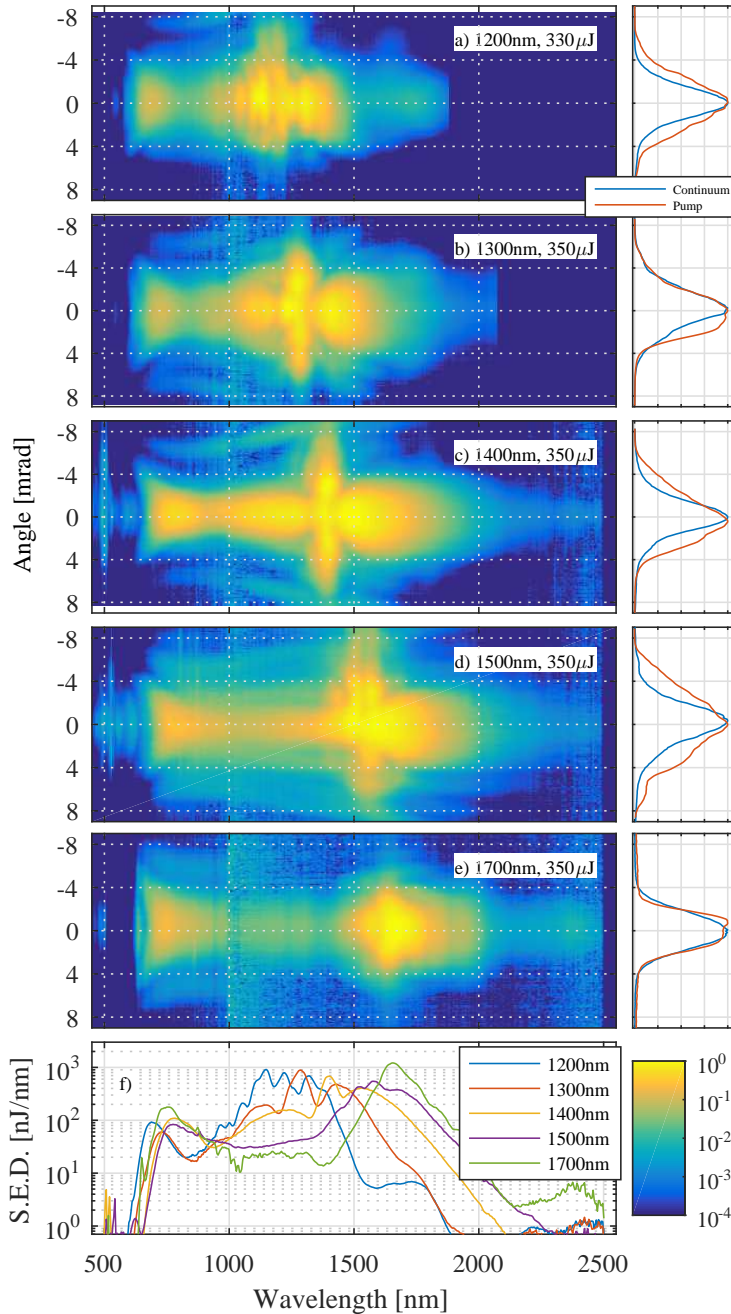 -8
-4
0
4
8
a) 1200nm, 330μJ
Continuum
Pump
-8
-4
0
4
8
b) 1300nm, 350μJ
-8
-4
0
4
8
c) 1400nm, 350μJ
Angle [mrad]
-8
-4
0
4
8
d) 1500nm, 350μJ
-8
-4
0
4
8
e) 1700nm, 350μJ
f)
10^3
10^2
10^1
10^0
S.E.D. [nJ/nm]
1200nm
1300nm
1400nm
1500nm
1700nm
10^0
10^-1
10^-2
10^-3
10^-4
500 1000 1500 2000 2500
Wavelength [nm]